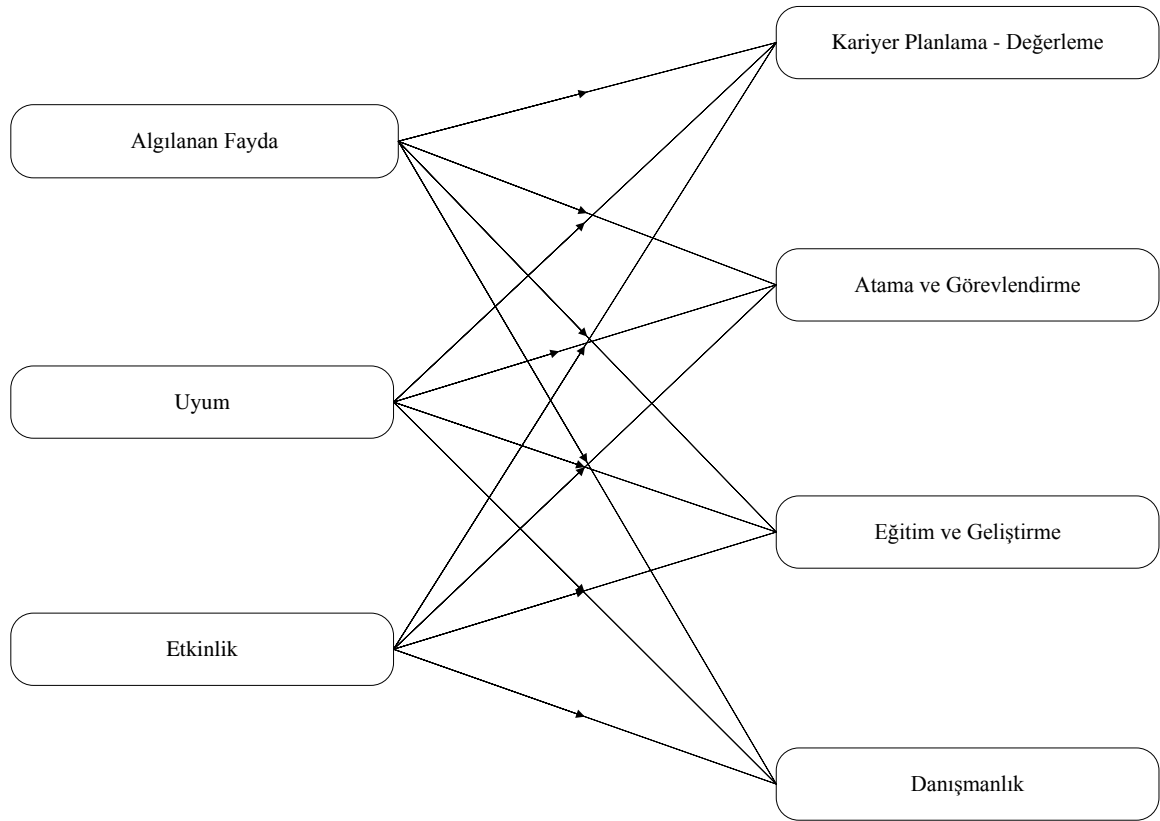 Kariyer Planlama - Değerleme
Algılanan Fayda
Atama ve Görevlendirme
Uyum
Eğitim ve Geliştirme
Etkinlik
Danışmanlık